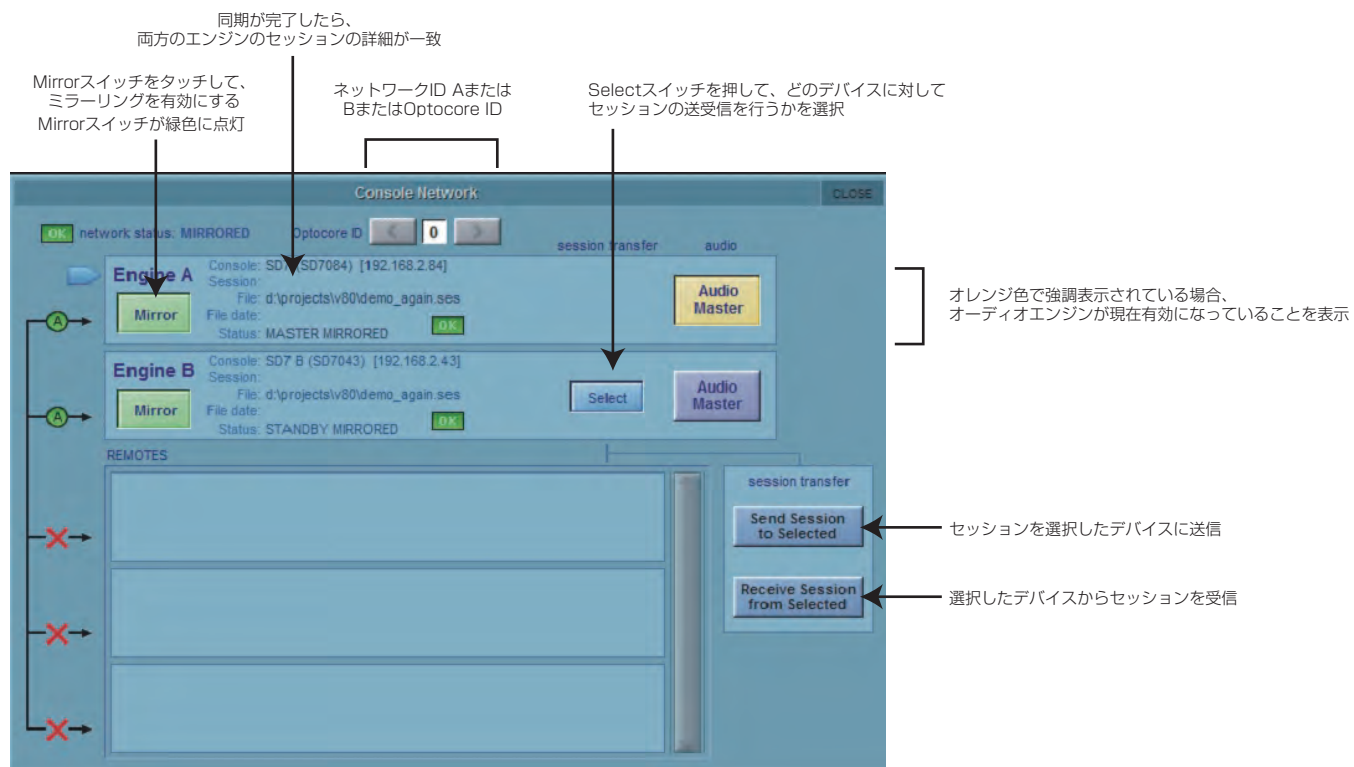 同期が完了したら、
両方のエンジンのセッションの詳細が一致
Mirrorスイッチをタッチして、
ミラーリングを有効にする
Mirrorスイッチが緑色に点灯
ネットワークID Aまたは
BまたはOptocore ID
Selectスイッチを押して、どのデバイスに対して
セッションの送受信を行うかを選択
Console Network
CLOSE
OK network status: MIRRORED
Optocore ID < 0 >
session transfer
audio
Engine A
Console: SD7 (SD7084) [192.168.2.84]
Session:
File: d:\projects\v80\demo_again.ses
File date:
Status: MASTER MIRRORED
OK
Mirror
Audio
Master
A
オレンジ色で強調表示されている場合、
オーディオエンジンが現在有効になっていることを表示
Engine B
Console: SD7 B (SD7043) [192.168.2.43]
Session:
File: d:\projects\v80\demo_again.ses
File date:
Status: STANDBY MIRRORED
OK
Mirror
Select
Audio
Master
A
REMOTES
session transfer
Send Session
to Selected
セッションを選択したデバイスに送信
Receive Session
from Selected
選択したデバイスからセッションを受信